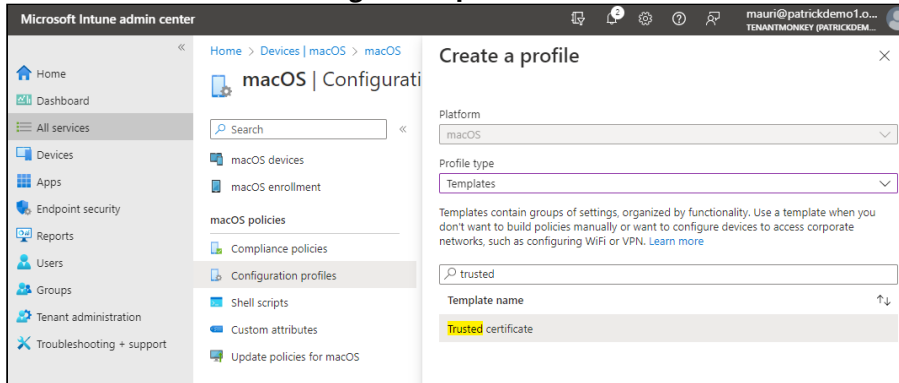 Microsoft Intune admin center
2
mauri@patrickdemo1.o...
TENANTMONKEY (PATRICKDEM...
«
Home
Dashboard
All services
Devices
Apps
Endpoint security
Reports
Users
Groups
Tenant administration
Troubleshooting + support
Home > Devices | macOS > macOS
macOS | Configurati
Search
«
macOS devices
macOS enrollment
macOS policies
Compliance policies
Configuration profiles
Shell scripts
Custom attributes
Update policies for macOS
Create a profile
Platform
macOS
Profile type
Templates
Templates contain groups of settings, organized by functionality. Use a template when you
don't want to build policies manually or want to configure devices to access corporate
networks, such as configuring WiFi or VPN. Learn more
trusted
Template name
Trusted certificate